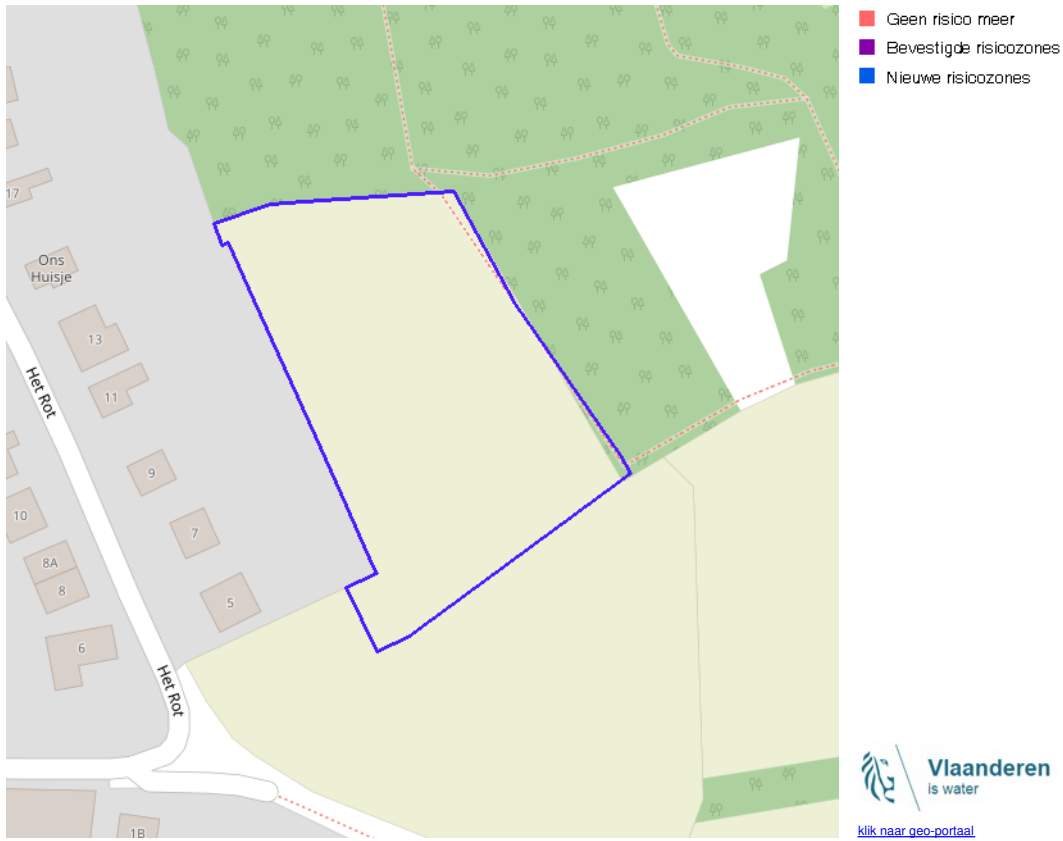 Geen risico meer
Bevestigde risicozones
Nieuwe risicozones
17
Ons
Huisje
13
11
Het Rot
9
10
7
8A
8
5
6
Het Rot
1B
Vlaanderen
is water
klik naar geo-portaal